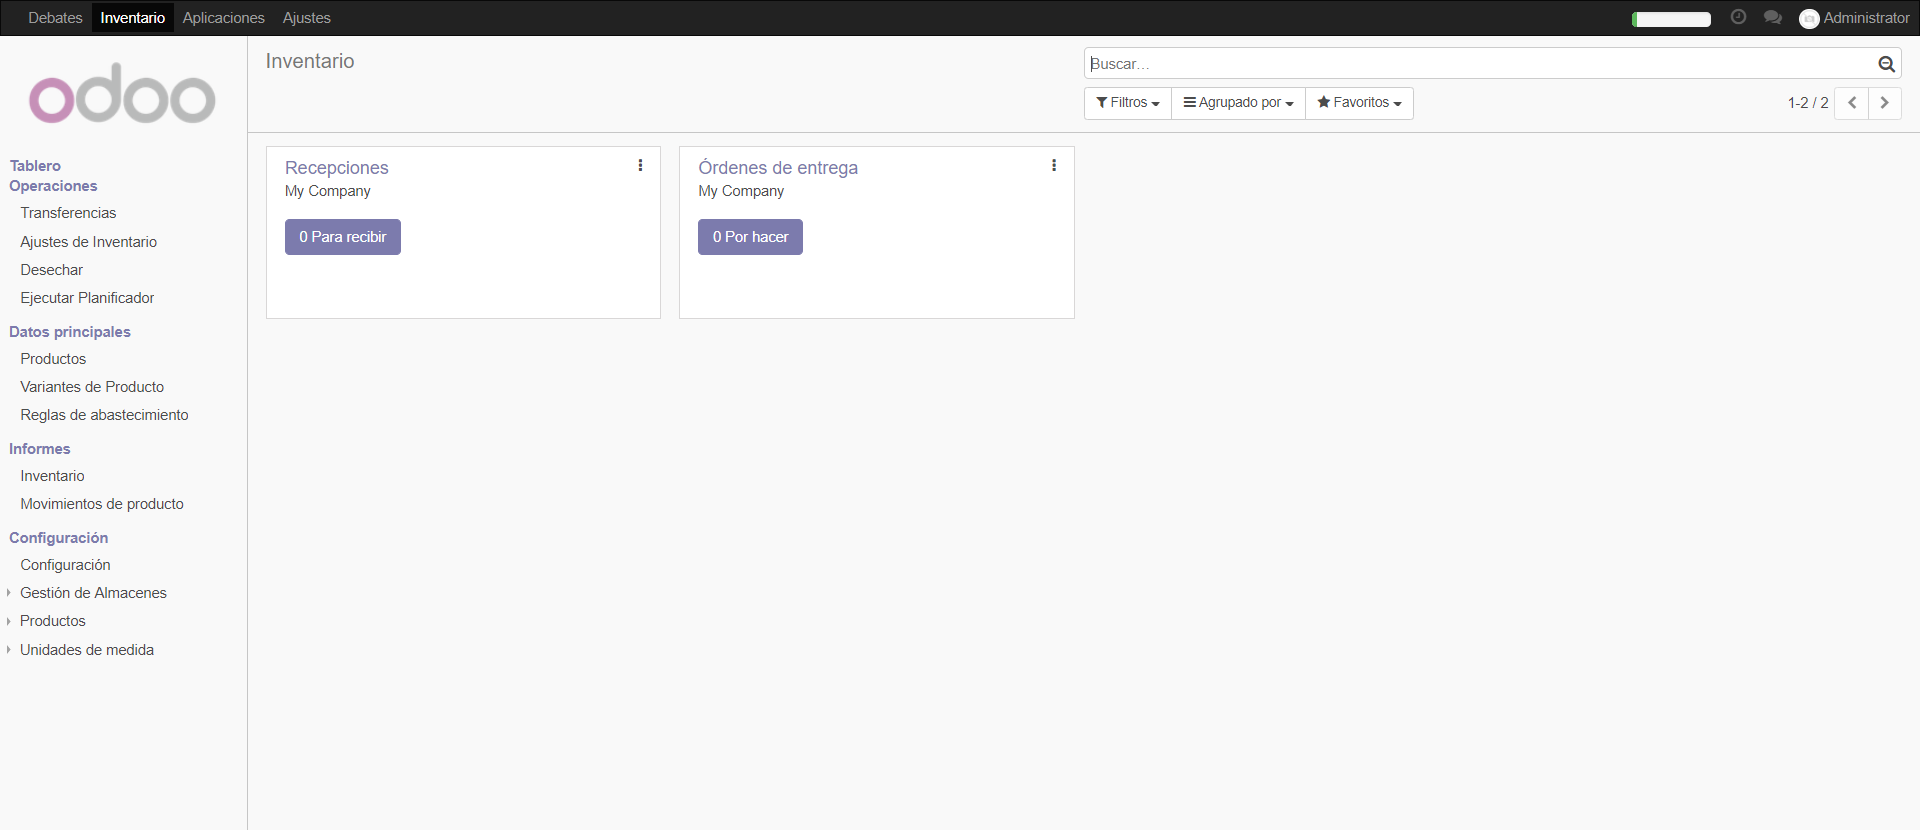 Debates Inventario Aplicaciones Ajustes Administrator
odoo
Inventario
Buscar...
Filtros Agrupado por Favoritos 1-2 / 2
Tablero
Operaciones
Transferencias
Ajustes de Inventario
Desechar
Ejecutar Planificador
Datos principales
Productos
Variantes de Producto
Reglas de abastecimiento
Informes
Inventario
Movimientos de producto
Configuración
Configuración
Gestión de Almacenes
Productos
Unidades de medida
Recepciones
My Company
0 Para recibir
Órdenes de entrega
My Company
0 Por hacer